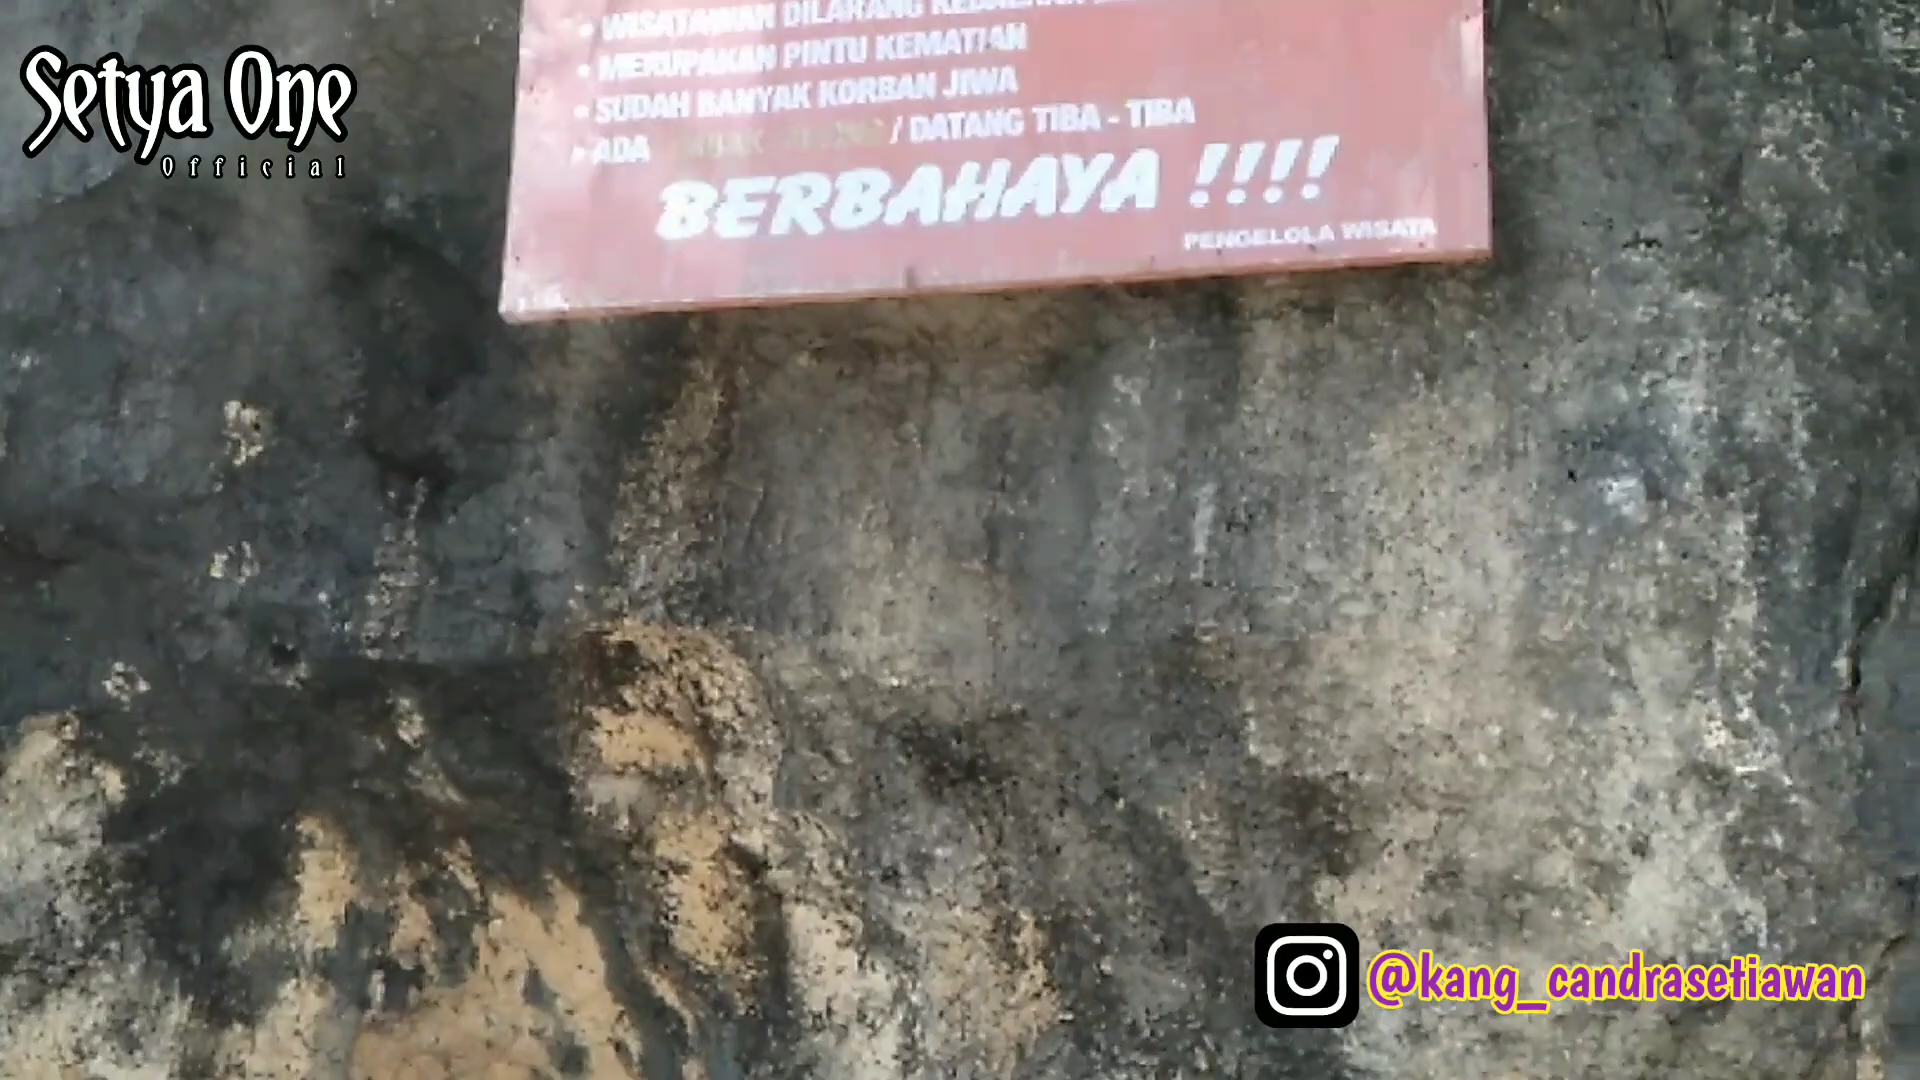 • WISATAWAN DILARANG
• MERUPAKAN PINTU KEMATIAN
• SUDAH BANYAK KORBAN JIWA
• ADA / DATANG TIBA - TIBA
BERBAHAYA !!!!
PENGELOLA WISATA
Setya One
Official
@kang_candrasetiawan